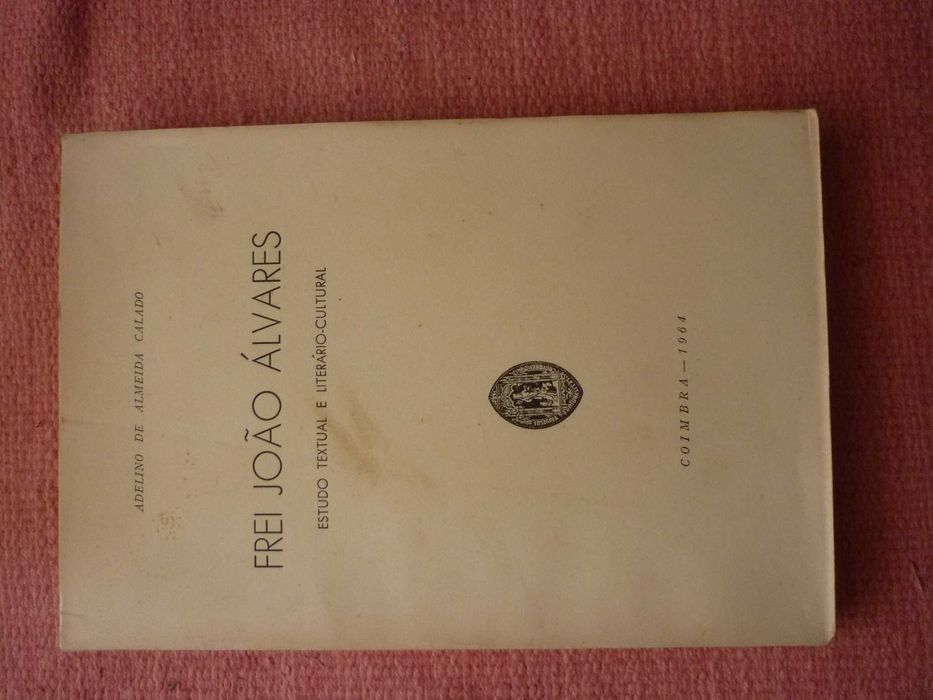 ADELINO DE ALMEIDA CALADO
FREI JOÃO ÁLVARES
ESTUDO TEXTUAL E LITERÁRIO-CULTURAL
COIMBRA — 1964